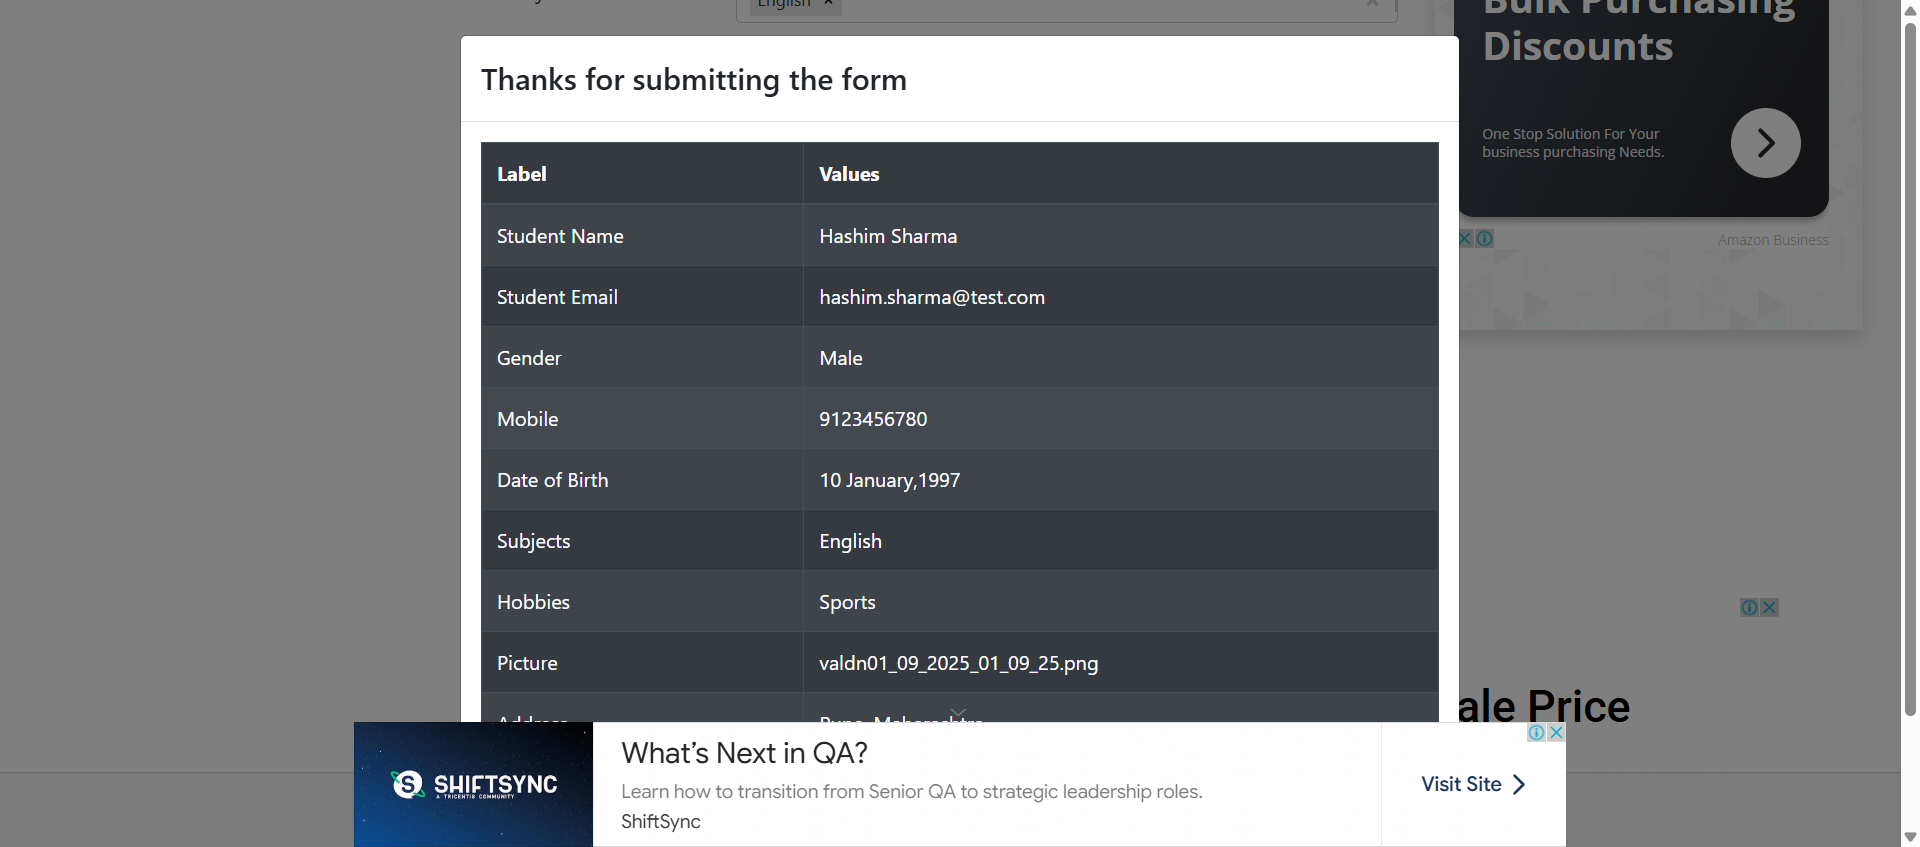 English ×
Bulk Purchasing
Discounts
Thanks for submitting the form
One Stop Solution For Your
business purchasing Needs.
Label Values
Student Name Hashim Sharma
Amazon Business
Student Email hashim.sharma@test.com
Gender Male
Mobile 9123456780
Date of Birth 10 January,1997
Subjects English
Hobbies Sports
Picture valdn01_09_2025_01_09_25.png
Address Pune, Maharashtra
ale Price
What's Next in QA?
SHIFTSYNC
A TRICENTIS COMMUNITY
Learn how to transition from Senior QA to strategic leadership roles.
ShiftSync
Visit Site